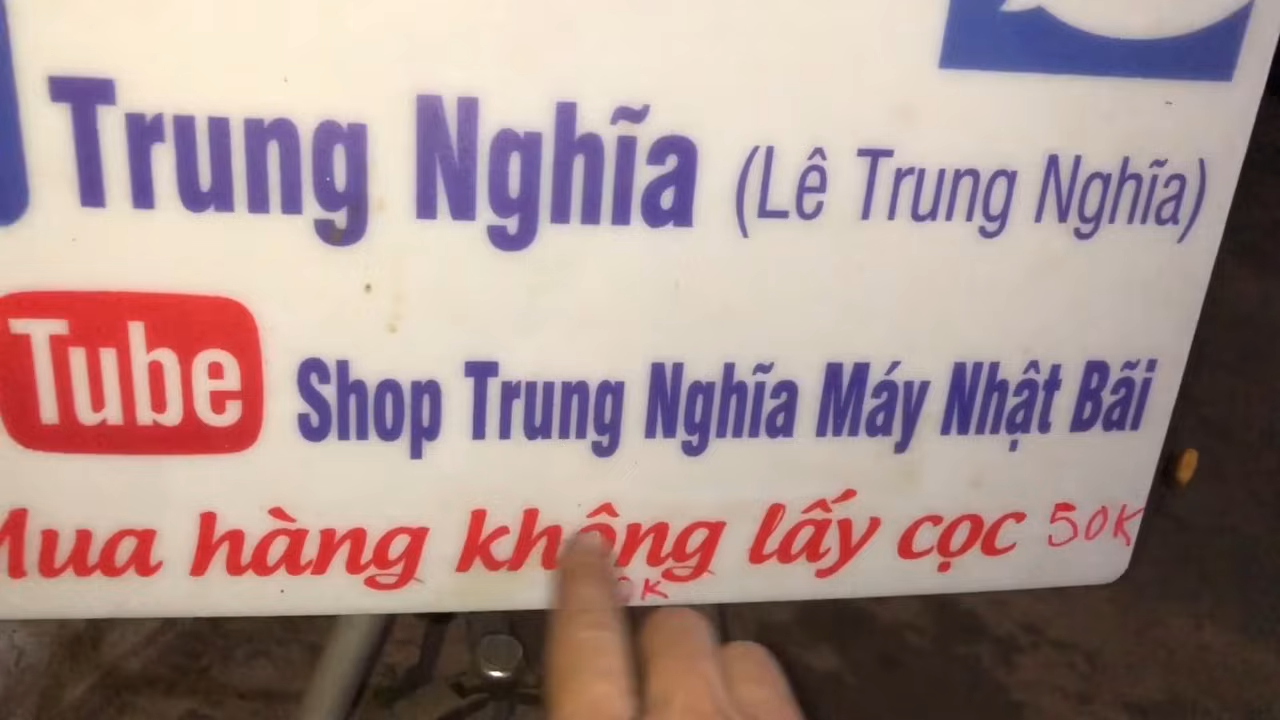 Trung Nghĩa (Lê Trung Nghĩa)
Tube Shop Trung Nghĩa Máy Nhật Bãi
Mua hàng không lấy cọc 50K